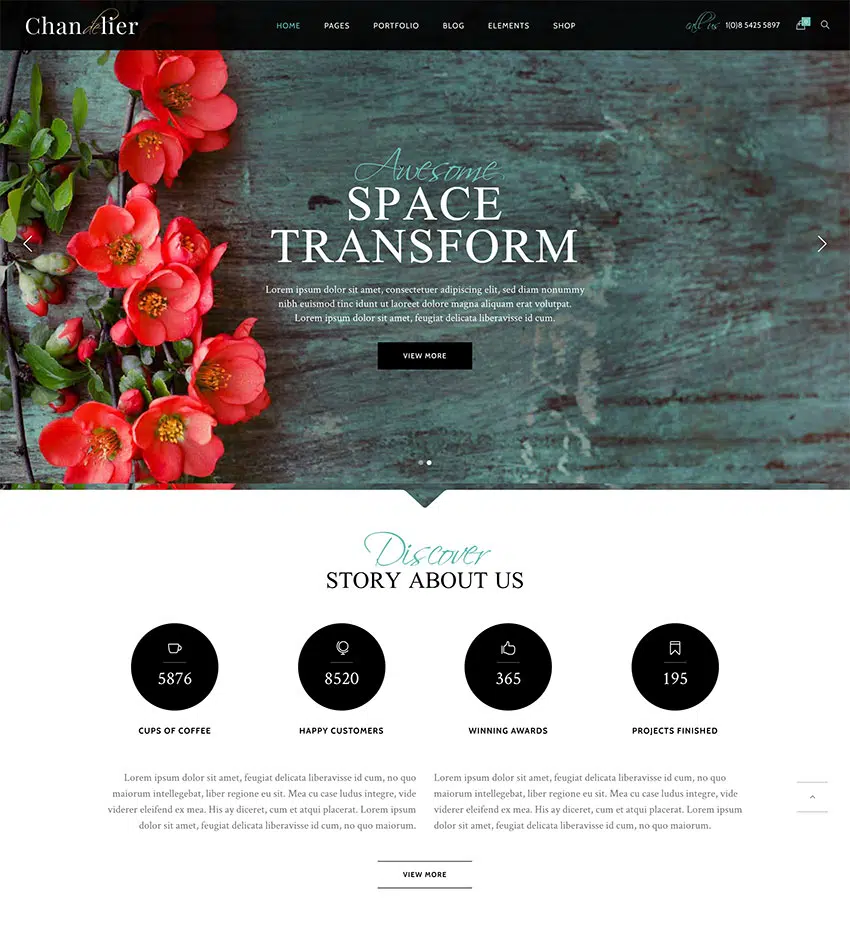 Chandelier
HOME PAGES PORTFOLIO BLOG ELEMENTS SHOP
call us 1(0)8 5425 5897
0
Awesome
SPACE
TRANSFORM
Lorem ipsum dolor sit amet, consectetuer adipiscing elit, sed diam nonummy
nibh euismod tinc idunt ut laoreet dolore magna aliquam erat volutpat.
Lorem ipsum dolor sit amet, feugiat delicata liberavisse id cum.
VIEW MORE
Discover
STORY ABOUT US
5876 8520 365 195
CUPS OF COFFEE HAPPY CUSTOMERS WINNING AWARDS PROJECTS FINISHED
Lorem ipsum dolor sit amet, feugiat delicata liberavisse id cum, no quo
maiorum intellegebat, liber regione eu sit. Mea cu case ludus integre, vide
viderer eleifend ex mea. His ay diceret, cum et atqui placerat. Lorem ipsum
dolor sit amet, feugiat delicata liberavisse id cum, no quo maiorum.
Lorem ipsum dolor sit amet, feugiat delicata liberavisse id cum, no quo
maiorum intellegebat, liber regione eu sit. Mea cu case ludus integre, vide
viderer eleifend ex mea. His ay diceret, cum et atqui placerat. Lorem ipsum
dolor sit amet, feugiat delicata liberavisse id cum, no quo maiorum.
VIEW MORE